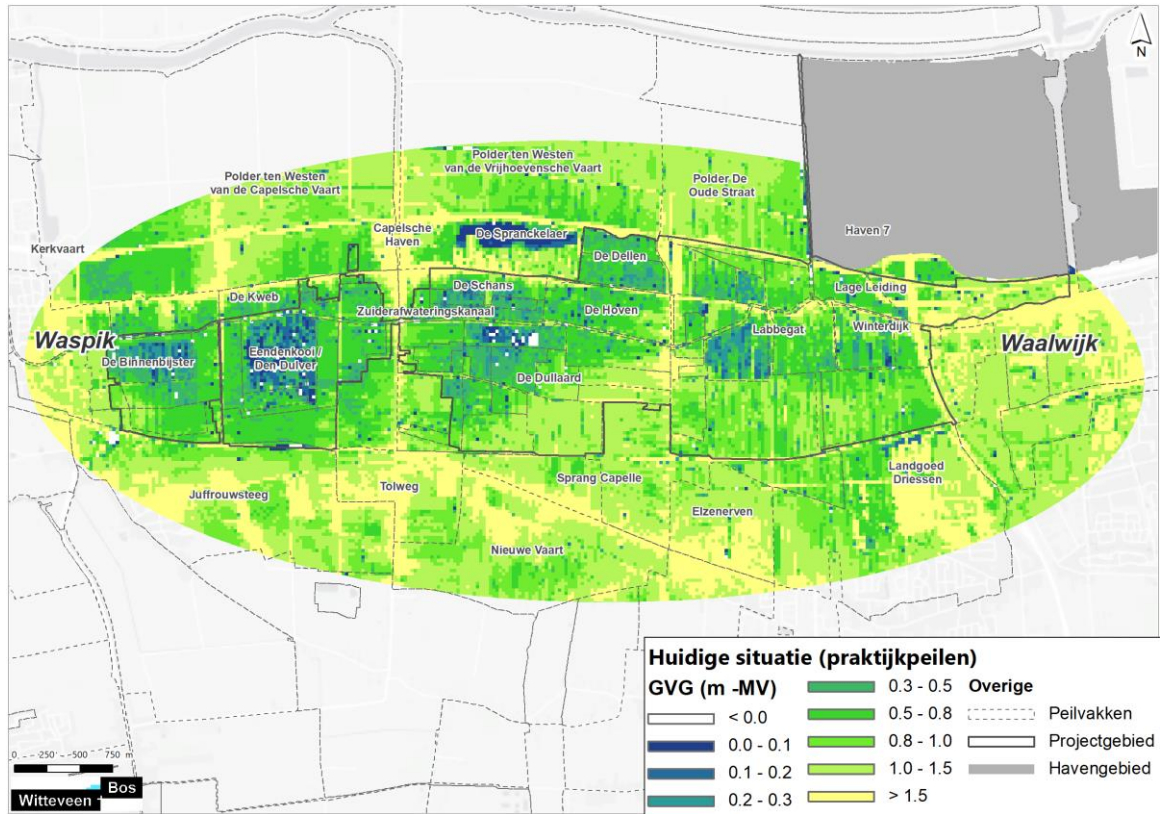 N
Polder ten Westen
van de Vrijhoevensche Vaart
Polder ten Westen
van de Capelsche Vaart
Polder De
Oude Straat
Capelsche
Haven
De Spranckelaer
Haven 7
Kerkvaart
De Dellen
De Schans
Lage Leiding
De Kweb
Zuiderafwateringskanaal
De Hoven
Labbegat
Winterdijk
Waspik
Waalwijk
De Binnenbijster
Eendenkooi /
Den Dulver
De Dullaard
Landgoed
Driessen
Sprang Capelle
Tolweg
Juffrouwsteeg
Elzenerven
Nieuwe Vaart
Huidige situatie (praktijkpeilen)
GVG (m -MV)
< 0.0
0.0 - 0.1
0.1 - 0.2
0.2 - 0.3
0.3 - 0.5
0.5 - 0.8
0.8 - 1.0
1.0 - 1.5
> 1.5
Overige
Peilvakken
Projectgebied
Havengebied
0 250 500 750 m
Witteveen Bos